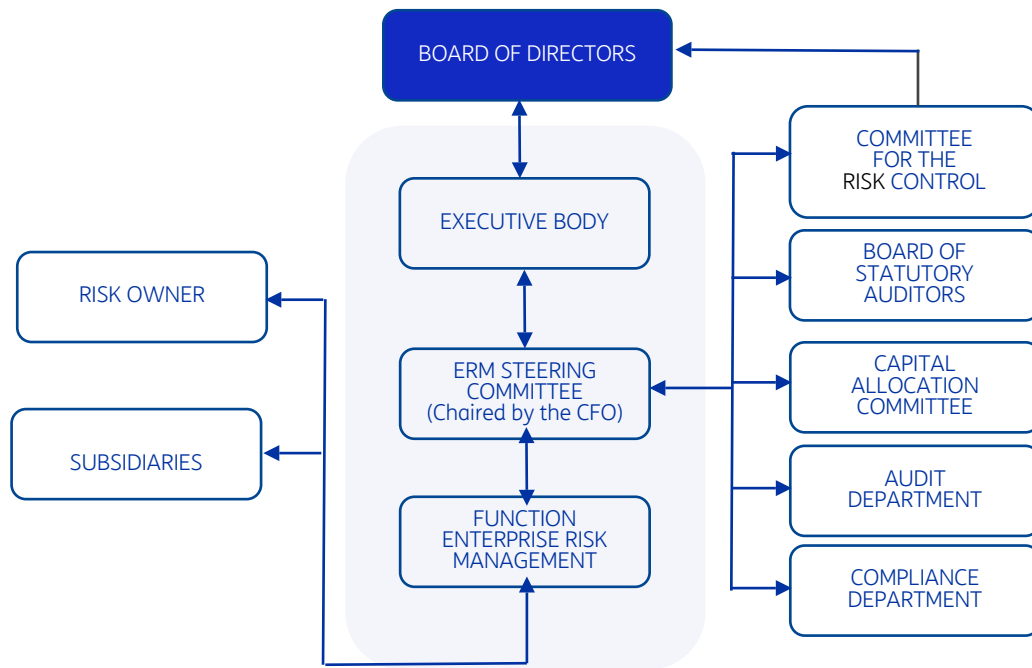 BOARD OF DIRECTORS
COMMITTEE
FOR THE
RISK CONTROL
EXECUTIVE BODY
BOARD OF
STATUTORY
AUDITORS
RISK OWNER
ERM STEERING
COMMITTEE
(Chaired by the CFO)
CAPITAL
ALLOCATION
COMMITTEE
SUBSIDIARIES
FUNCTION
ENTERPRISE RISK
MANAGEMENT
AUDIT
DEPARTMENT
COMPLIANCE
DEPARTMENT